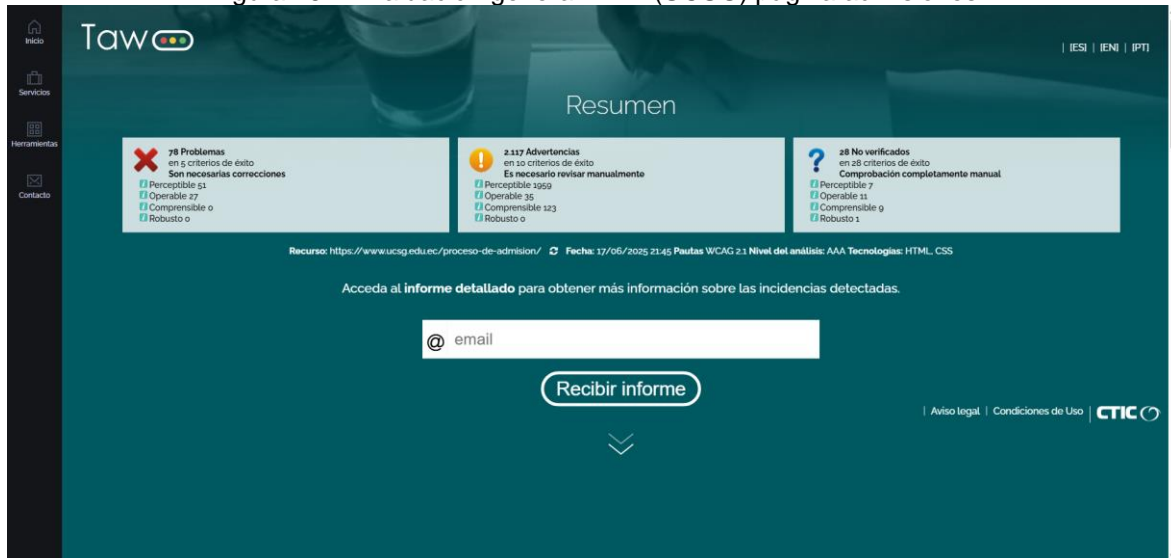 Inicio
Servicios
Herramientas
Contacto
Taw
| [ES] | [EN] | [PT]
Resumen
78 Problemas
en 5 criterios de éxito
Son necesarias correcciones
Perceptible 51
Operable 27
Comprensible 0
Robusto 0
2.117 Advertencias
en 10 criterios de éxito
Es necesario revisar manualmente
Perceptible 1959
Operable 35
Comprensible 123
Robusto 0
28 No verificados
en 28 criterios de éxito
Comprobación completamente manual
Perceptible 7
Operable 11
Comprensible 9
Robusto 1
Recurso: https://www.ucsg.edu.ec/proceso-de-admision/ Fecha: 17/06/2025 21:45 Pautas WCAG 2.1 Nivel del análisis: AAA Tecnologías: HTML, CSS
Acceda al informe detallado para obtener más información sobre las incidencias detectadas.
@ email
Recibir informe
| Aviso legal | Condiciones de Uso | CTIC